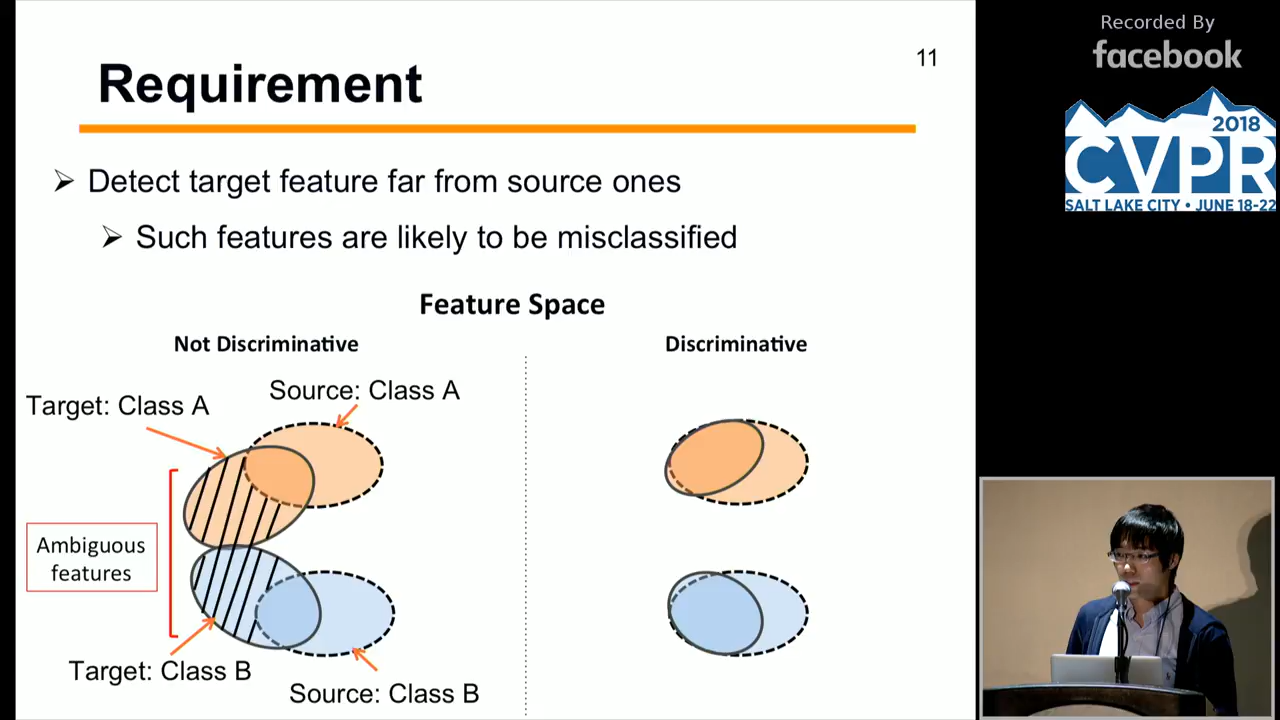 Requirement
11
➢ Detect target feature far from source ones
➢ Such features are likely to be misclassified
Feature Space
Not Discriminative
Discriminative
Source: Class A
Target: Class A
Ambiguous
features
Target: Class B
Source: Class B
Recorded By
facebook
2018
CVPR
SALT LAKE CITY • JUNE 18-22